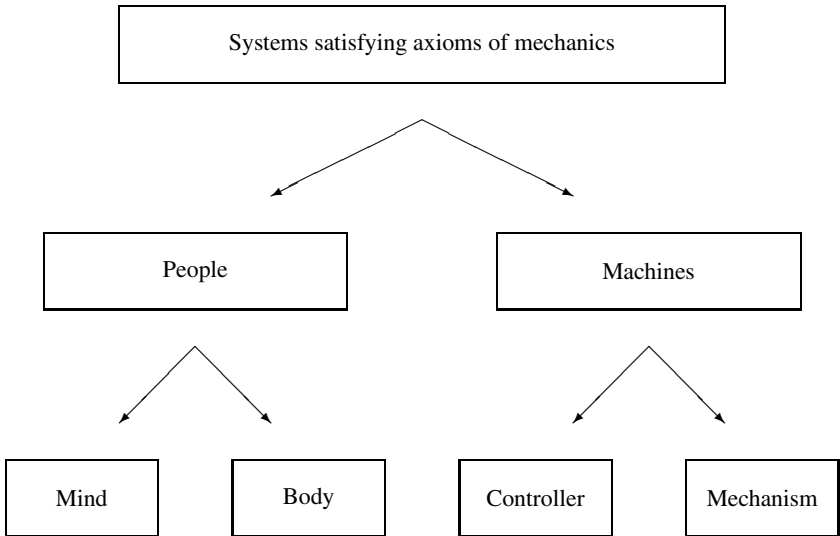 Systems satisfying axioms of mechanics
People
Machines
Mind
Body
Controller
Mechanism